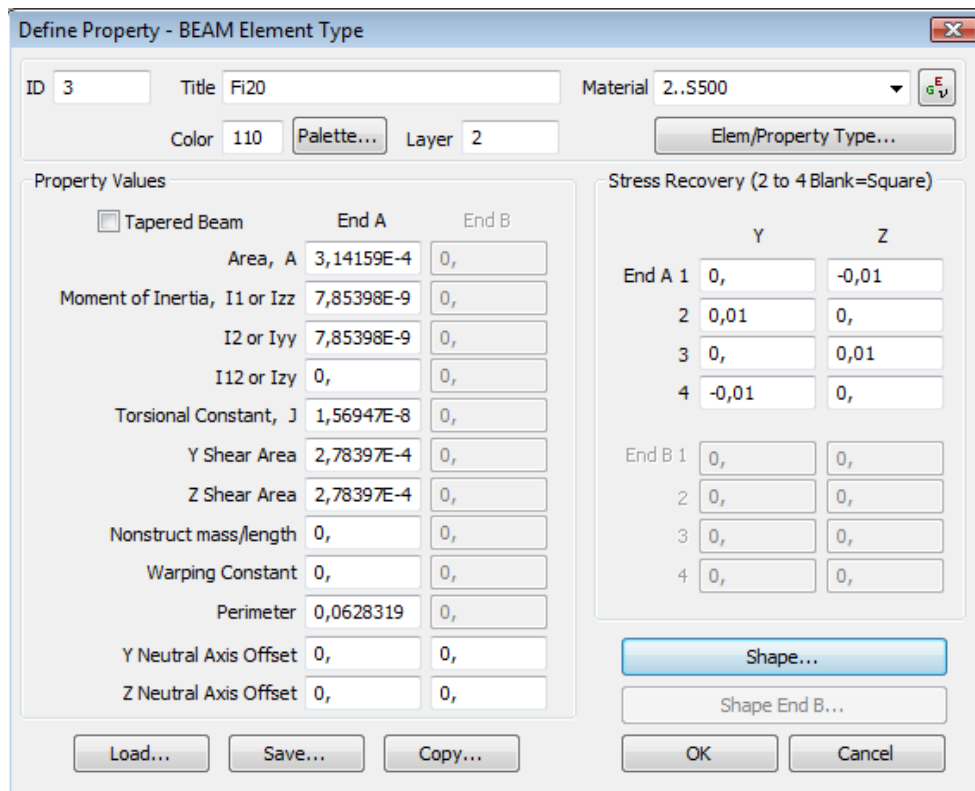 Define Property - BEAM Element Type
ID 3 Title Fi20 Material 2..S500 G E ν
Color 110 Palette... Layer 2 Elem/Property Type...
Property Values
Tapered Beam End A End B
Area, A 3,14159E-4 0,
Moment of Inertia, I1 or Izz 7,85398E-9 0,
I2 or Iyy 7,85398E-9 0,
I12 or Izy 0, 0,
Torsional Constant, J 1,56947E-8 0,
Y Shear Area 2,78397E-4 0,
Z Shear Area 2,78397E-4 0,
Nonstruct mass/length 0, 0,
Warping Constant 0, 0,
Perimeter 0,0628319 0,
Y Neutral Axis Offset 0, 0,
Z Neutral Axis Offset 0, 0,
Stress Recovery (2 to 4 Blank=Square)
Y Z
End A 1 0, -0,01
2 0,01 0,
3 0, 0,01
4 -0,01 0,
End B 1 0, 0,
2 0, 0,
3 0, 0,
4 0, 0,
Shape...
Shape End B...
Load... Save... Copy... OK Cancel